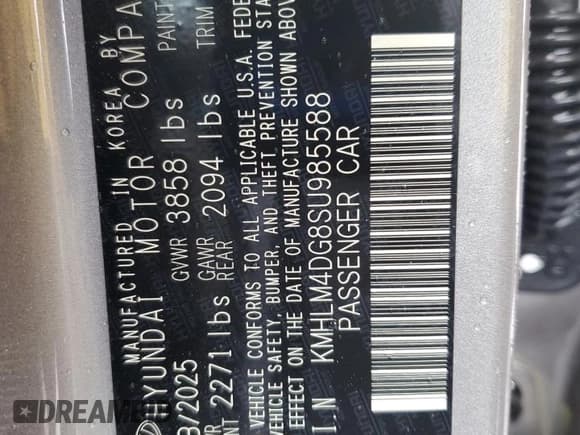 MANUFACTURED IN KOREA BY
HYUNDAI MOTOR COMPA
B/2025 GVWR 3858 lbs PAINT
GAWR
NT 2271 lbs REAR 2094 lbs TRIM
VEHICLE CONFORMS TO ALL APPLICABLE U.S.A. FEDE
VEHICLE SAFETY, BUMPER, AND THEFT PREVENTION STA
EFFECT ON THE DATE OF MANUFACTURE SHOWN ABOV
I.N KMHLM4DG8SU985588
PASSENGER CAR
DREAMBID